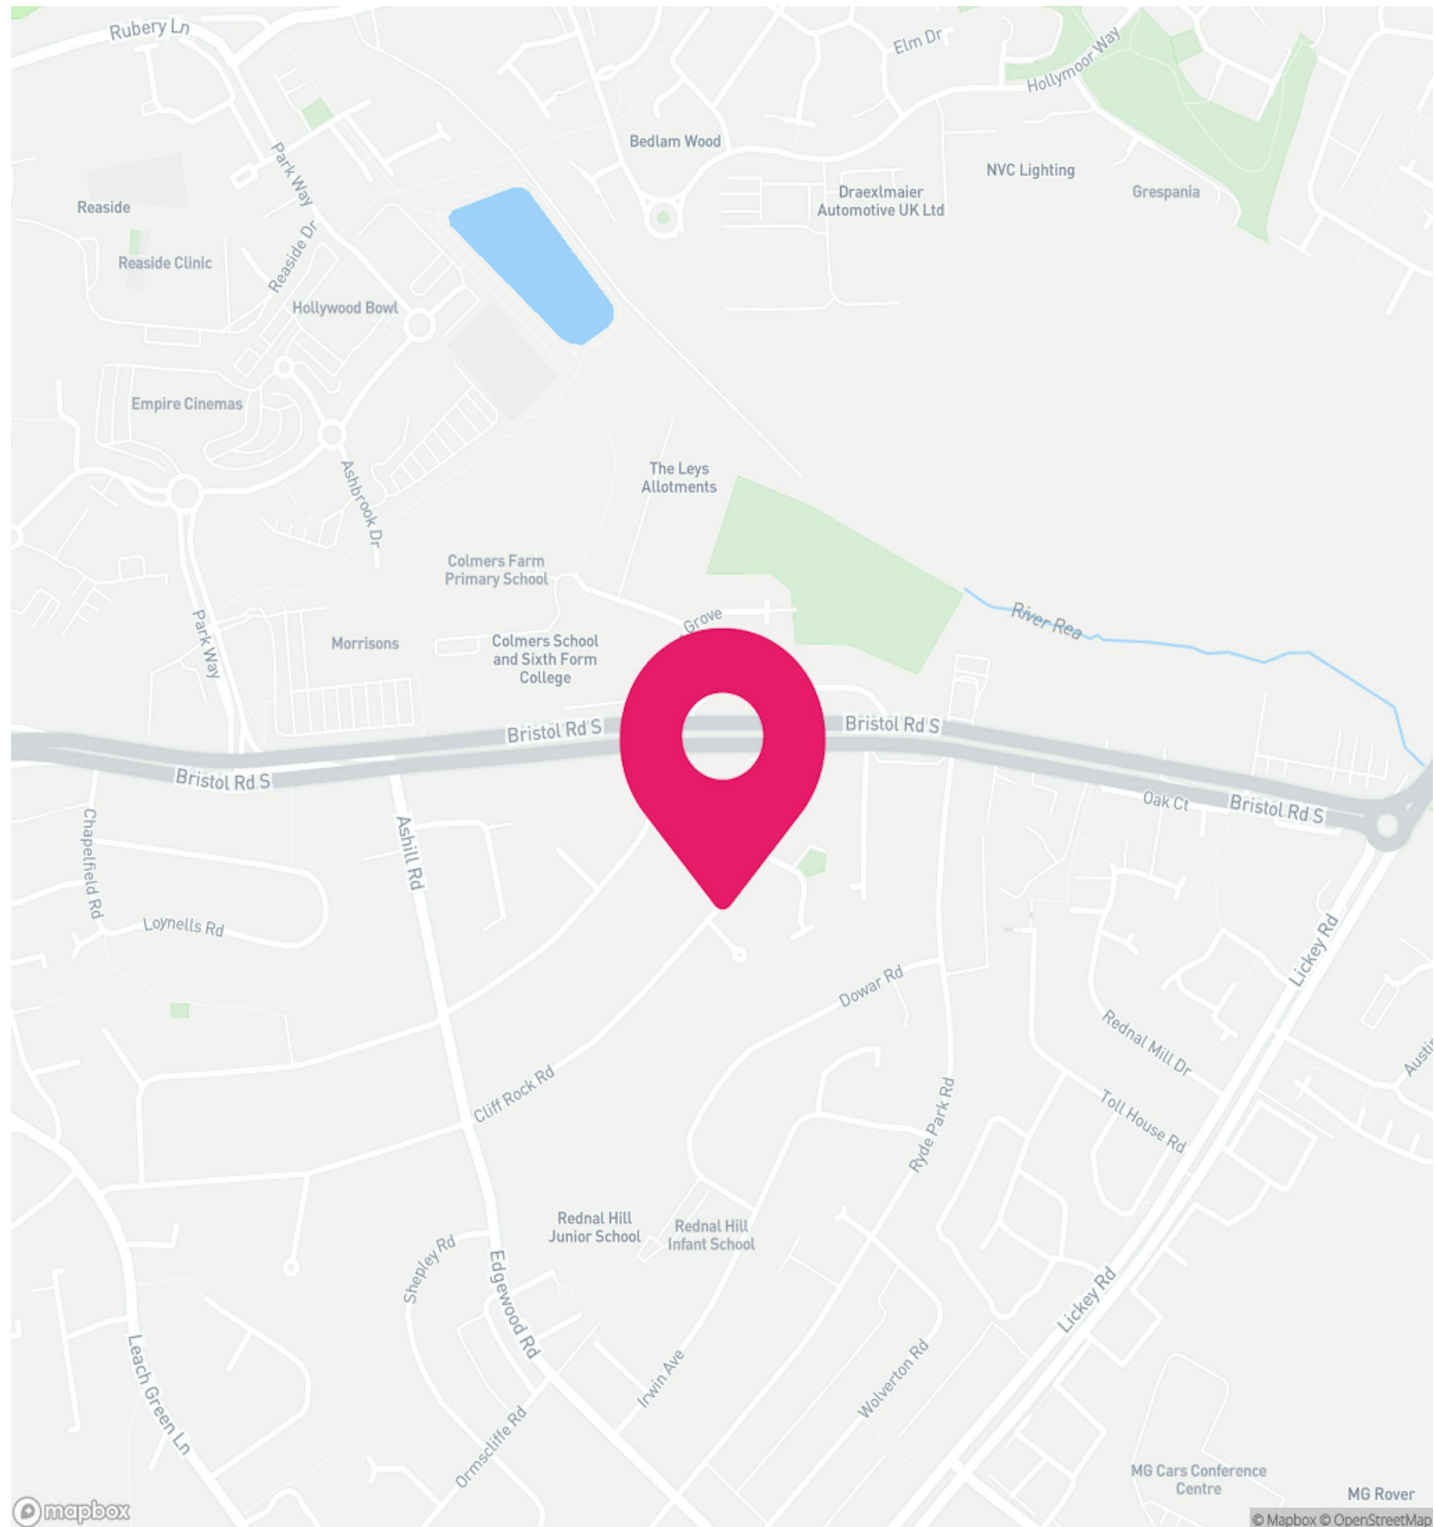 Rubery Ln
Elm Dr
Hollymoor Way
Bedlam Wood
Park Way
NVC Lighting
Draexlmaier
Automotive UK Ltd
Grespania
Reaside
Reaside Dr
Reaside Clinic
Hollywood Bowl
Empire Cinemas
Ashbrook Dr
The Leys
Allotments
Colmers Farm
Primary School
Grove
River Rea
Park Way
Morrisons
Colmers School
and Sixth Form
College
Bristol Rd S
Bristol Rd S
Bristol Rd S
Oak Ct
Bristol Rd S
Chapelfield Rd
Ashill Rd
Loynells Rd
Lickey Rd
Dowar Rd
Rednal Mill Dr
Austin
Cliff Rock Rd
Toll House Rd
Ryde Park Rd
Rednal Hill
Junior School
Rednal Hill
Infant School
Shepley Rd
Edgewood Rd
Lickey Rd
Leach Green Ln
Irwin Ave
Wolverton Rd
Ormscliffe Rd
MG Cars Conference
Centre
MG Rover
mapbox
© Mapbox © OpenStreetMap